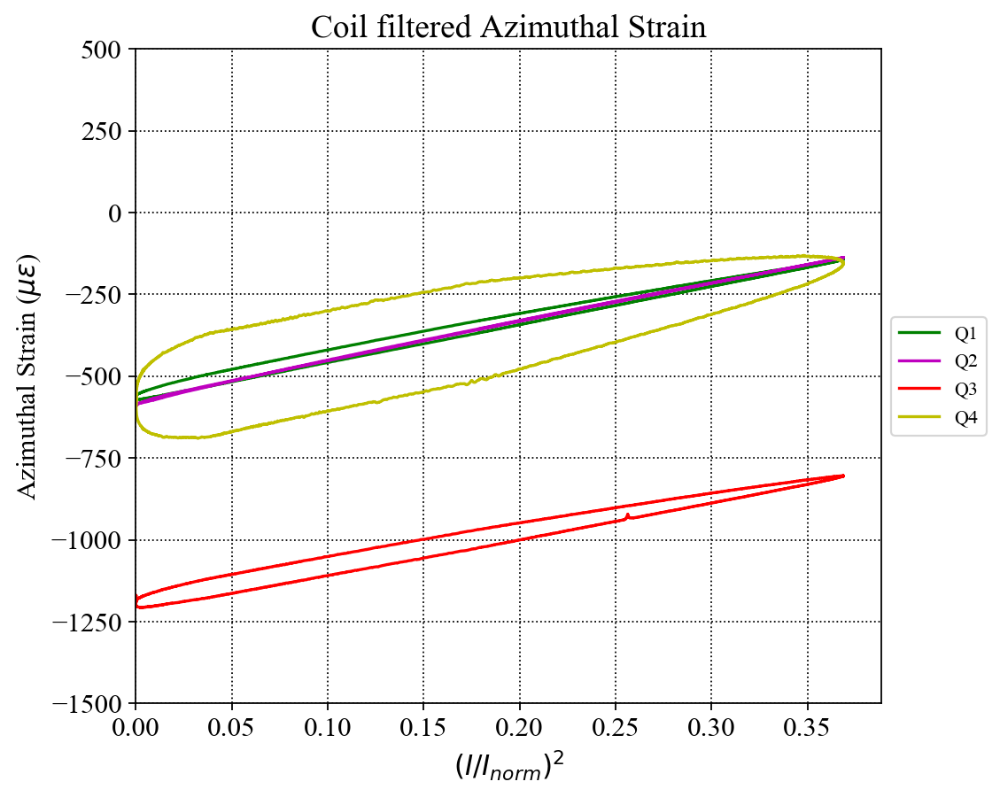 Coil filtered Azimuthal Strain
500
250
0
−250
−500
−750
−1000
−1250
−1500
Azimuthal Strain (με)
0.00 0.05 0.10 0.15 0.20 0.25 0.30 0.35
(I/I_norm)²
Q1
Q2
Q3
Q4